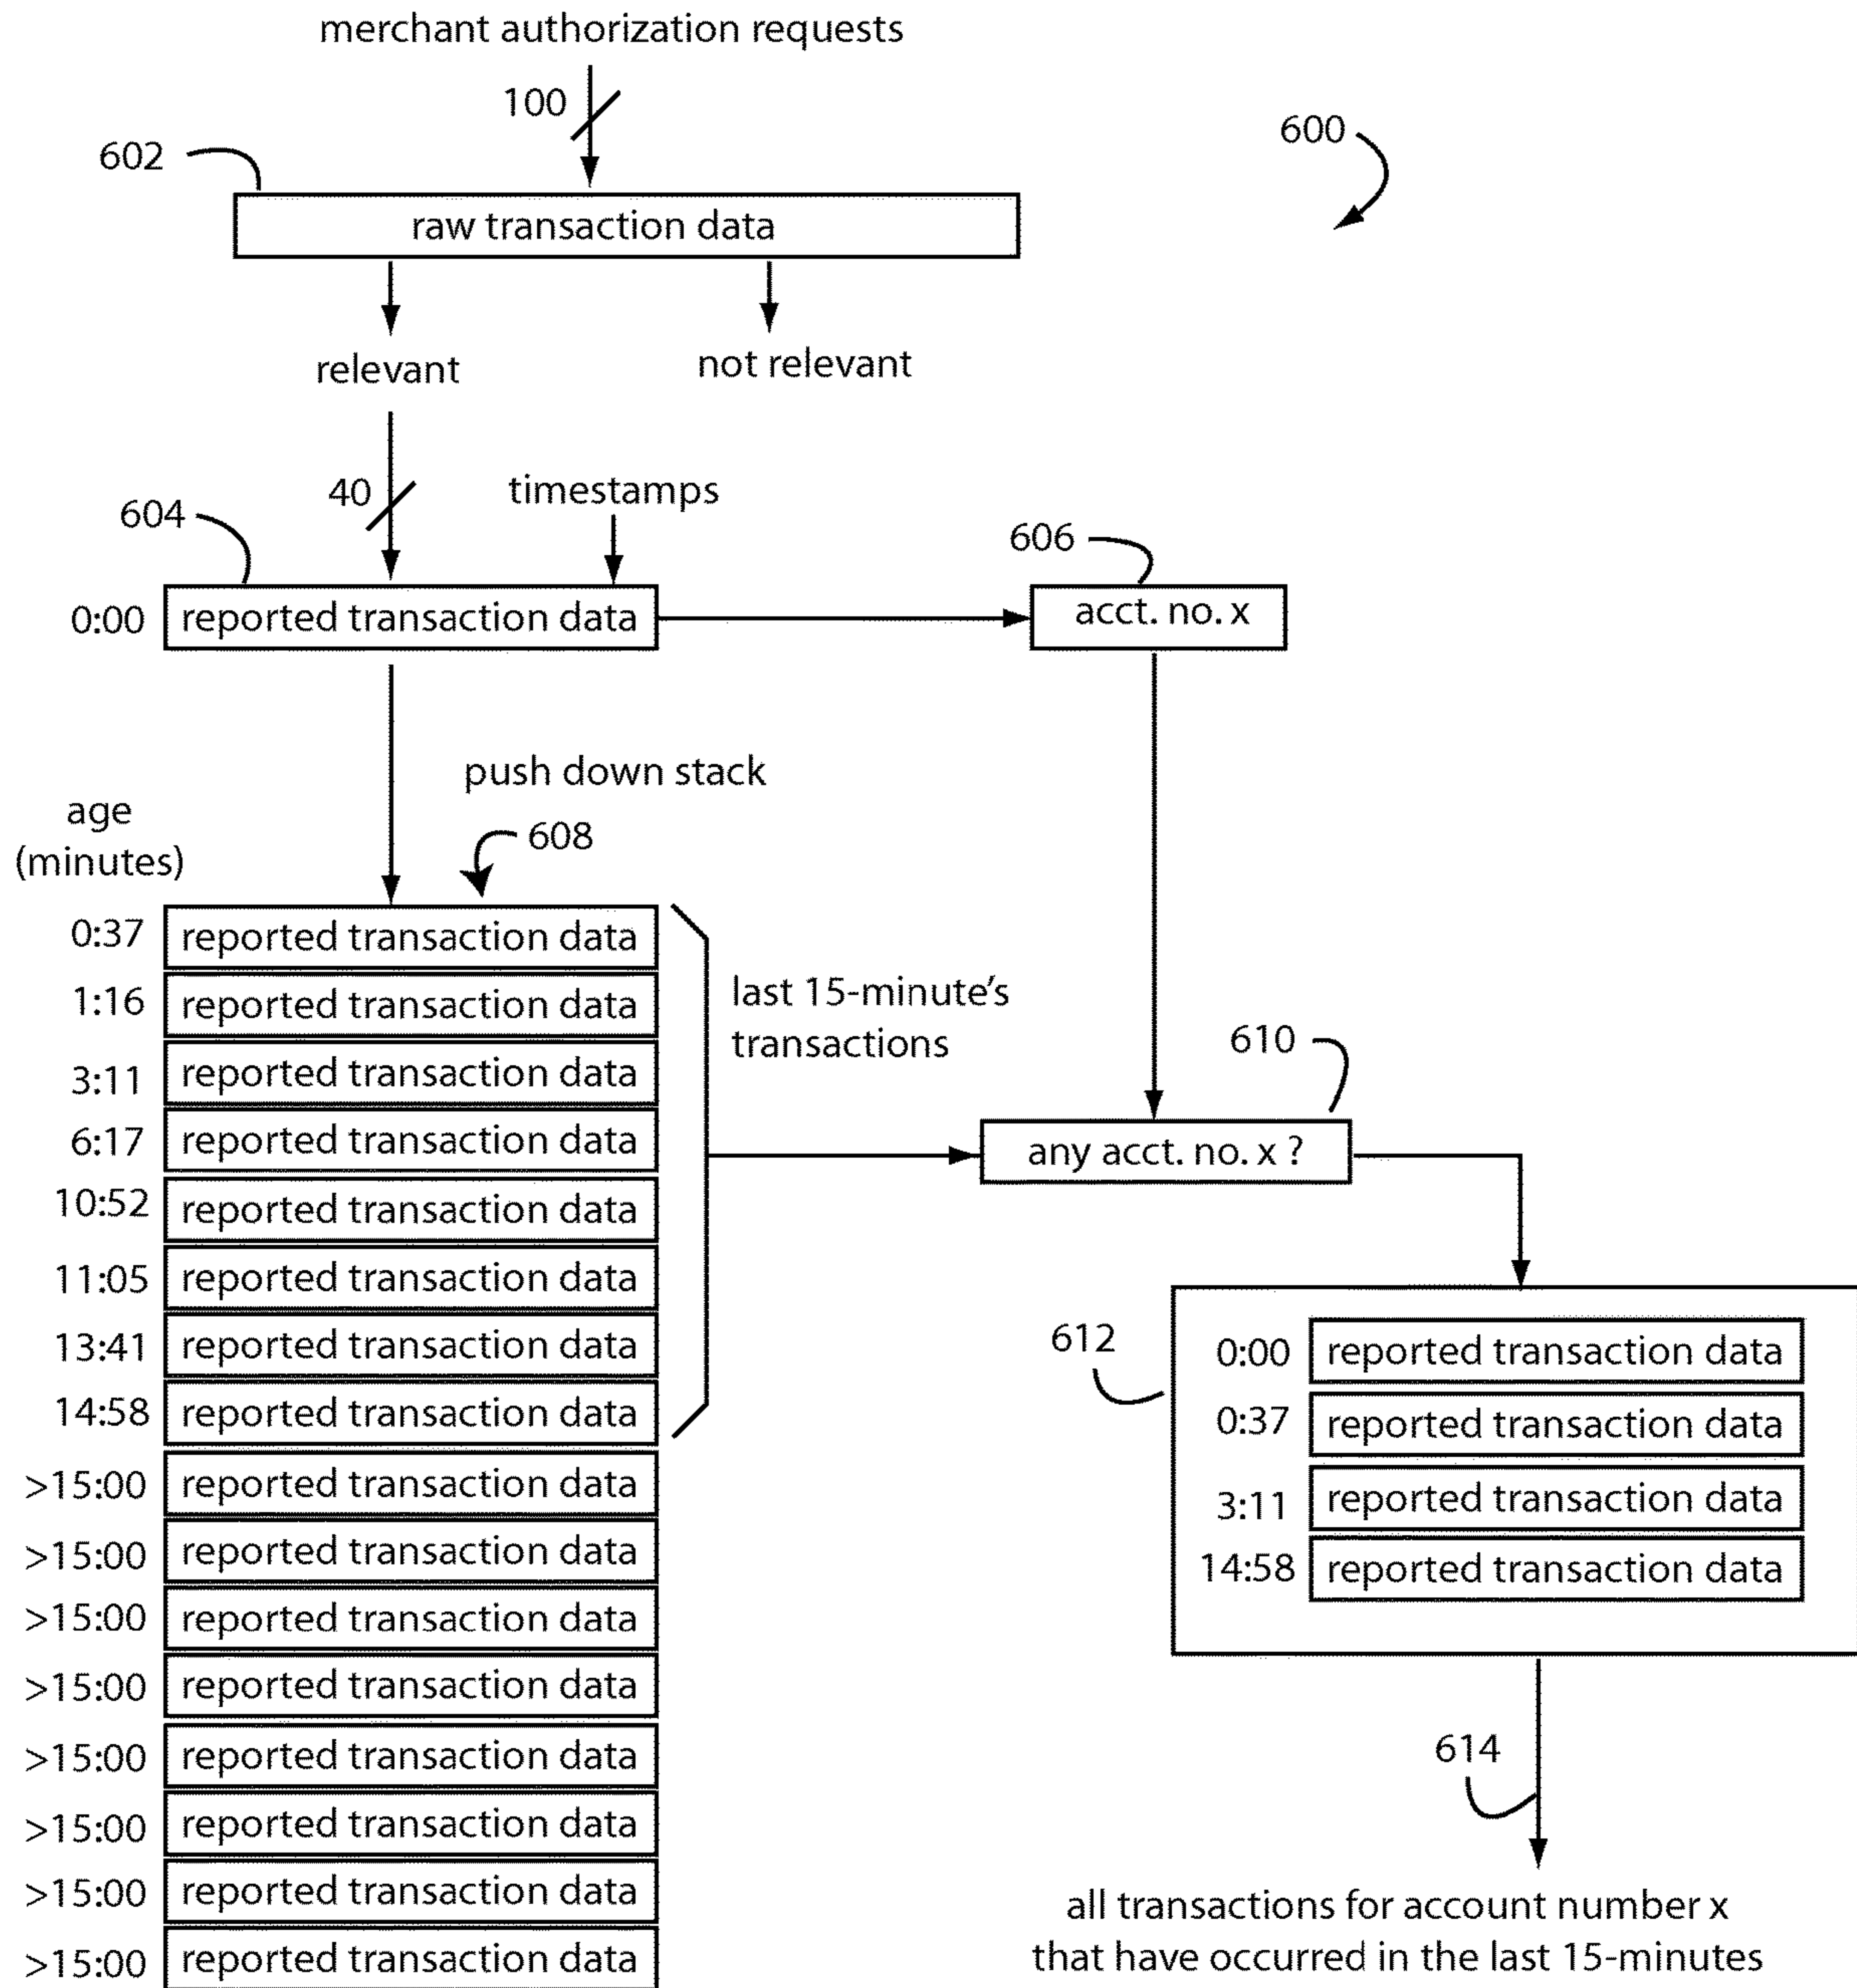 merchant authorization requests
100
600
602
raw transaction data
relevant
not relevant
40
timestamps
604
606
0:00 reported transaction data
acct. no. x
push down stack
608
age
(minutes)
0:37 reported transaction data
1:16 reported transaction data
3:11 reported transaction data
6:17 reported transaction data
10:52 reported transaction data
11:05 reported transaction data
13:41 reported transaction data
14:58 reported transaction data
>15:00 reported transaction data
>15:00 reported transaction data
>15:00 reported transaction data
>15:00 reported transaction data
>15:00 reported transaction data
>15:00 reported transaction data
>15:00 reported transaction data
>15:00 reported transaction data
last 15-minute's
transactions
610
any acct. no. x ?
612
0:00 reported transaction data
0:37 reported transaction data
3:11 reported transaction data
14:58 reported transaction data
614
all transactions for account number x
that have occurred in the last 15-minutes